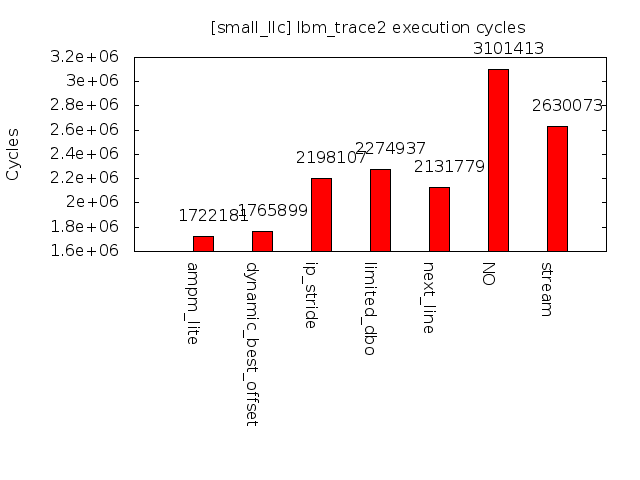 [small_llc] lbm_trace2 execution cycles
Cycles
3.2e+06
3e+06
2.8e+06
2.6e+06
2.4e+06
2.2e+06
2e+06
1.8e+06
1.6e+06
1722181
1765899
2198107
2274937
2131779
3101413
2630073
ampm_lite
dynamic_best_offset
ip_stride
limited_dbo
next_line
NO
stream